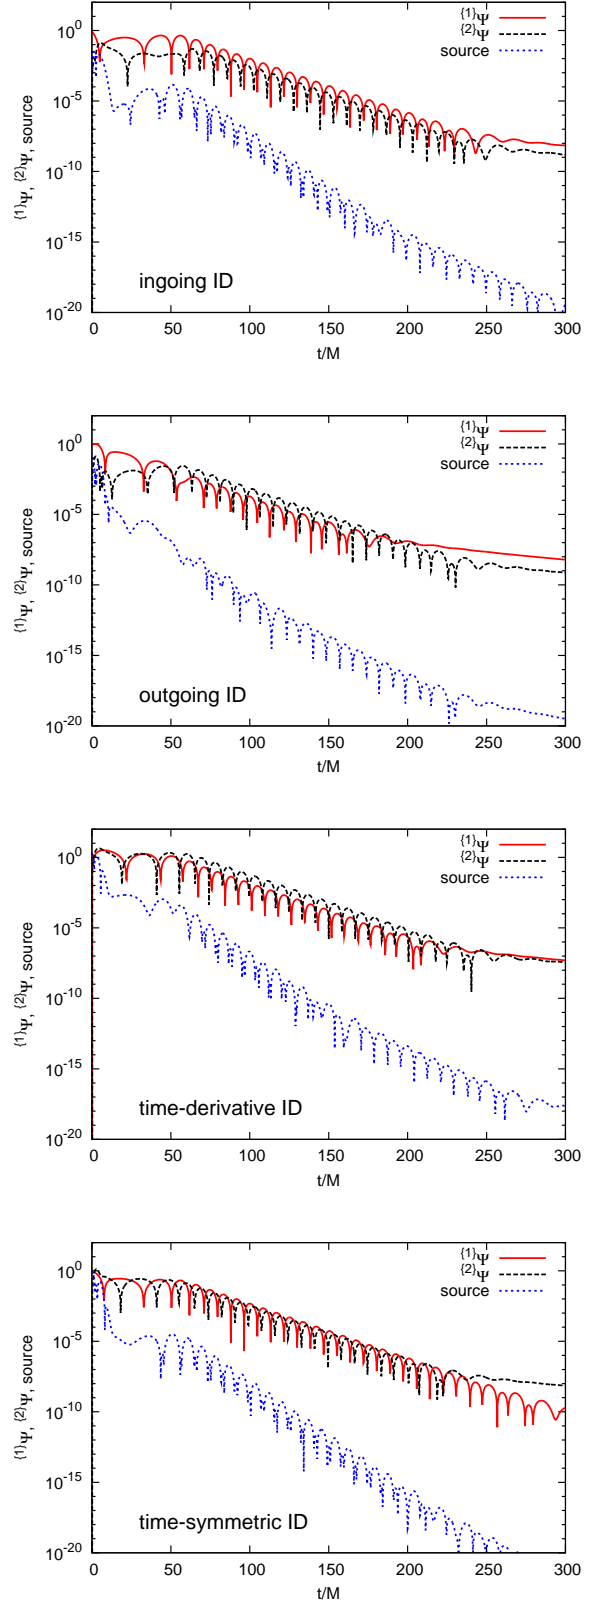 {1}Ψ
{2}Ψ
source
10^0
10^-5
10^-10
10^-15
10^-20
{1}Ψ, {2}Ψ, source
ingoing ID
0 50 100 150 200 250 300
t/M
{1}Ψ
{2}Ψ
source
10^0
10^-5
10^-10
10^-15
10^-20
{1}Ψ, {2}Ψ, source
outgoing ID
0 50 100 150 200 250 300
t/M
{1}Ψ
{2}Ψ
source
10^0
10^-5
10^-10
10^-15
10^-20
{1}Ψ, {2}Ψ, source
time-derivative ID
0 50 100 150 200 250 300
t/M
{1}Ψ
{2}Ψ
source
10^0
10^-5
10^-10
10^-15
10^-20
{1}Ψ, {2}Ψ, source
time-symmetric ID
0 50 100 150 200 250 300
t/M